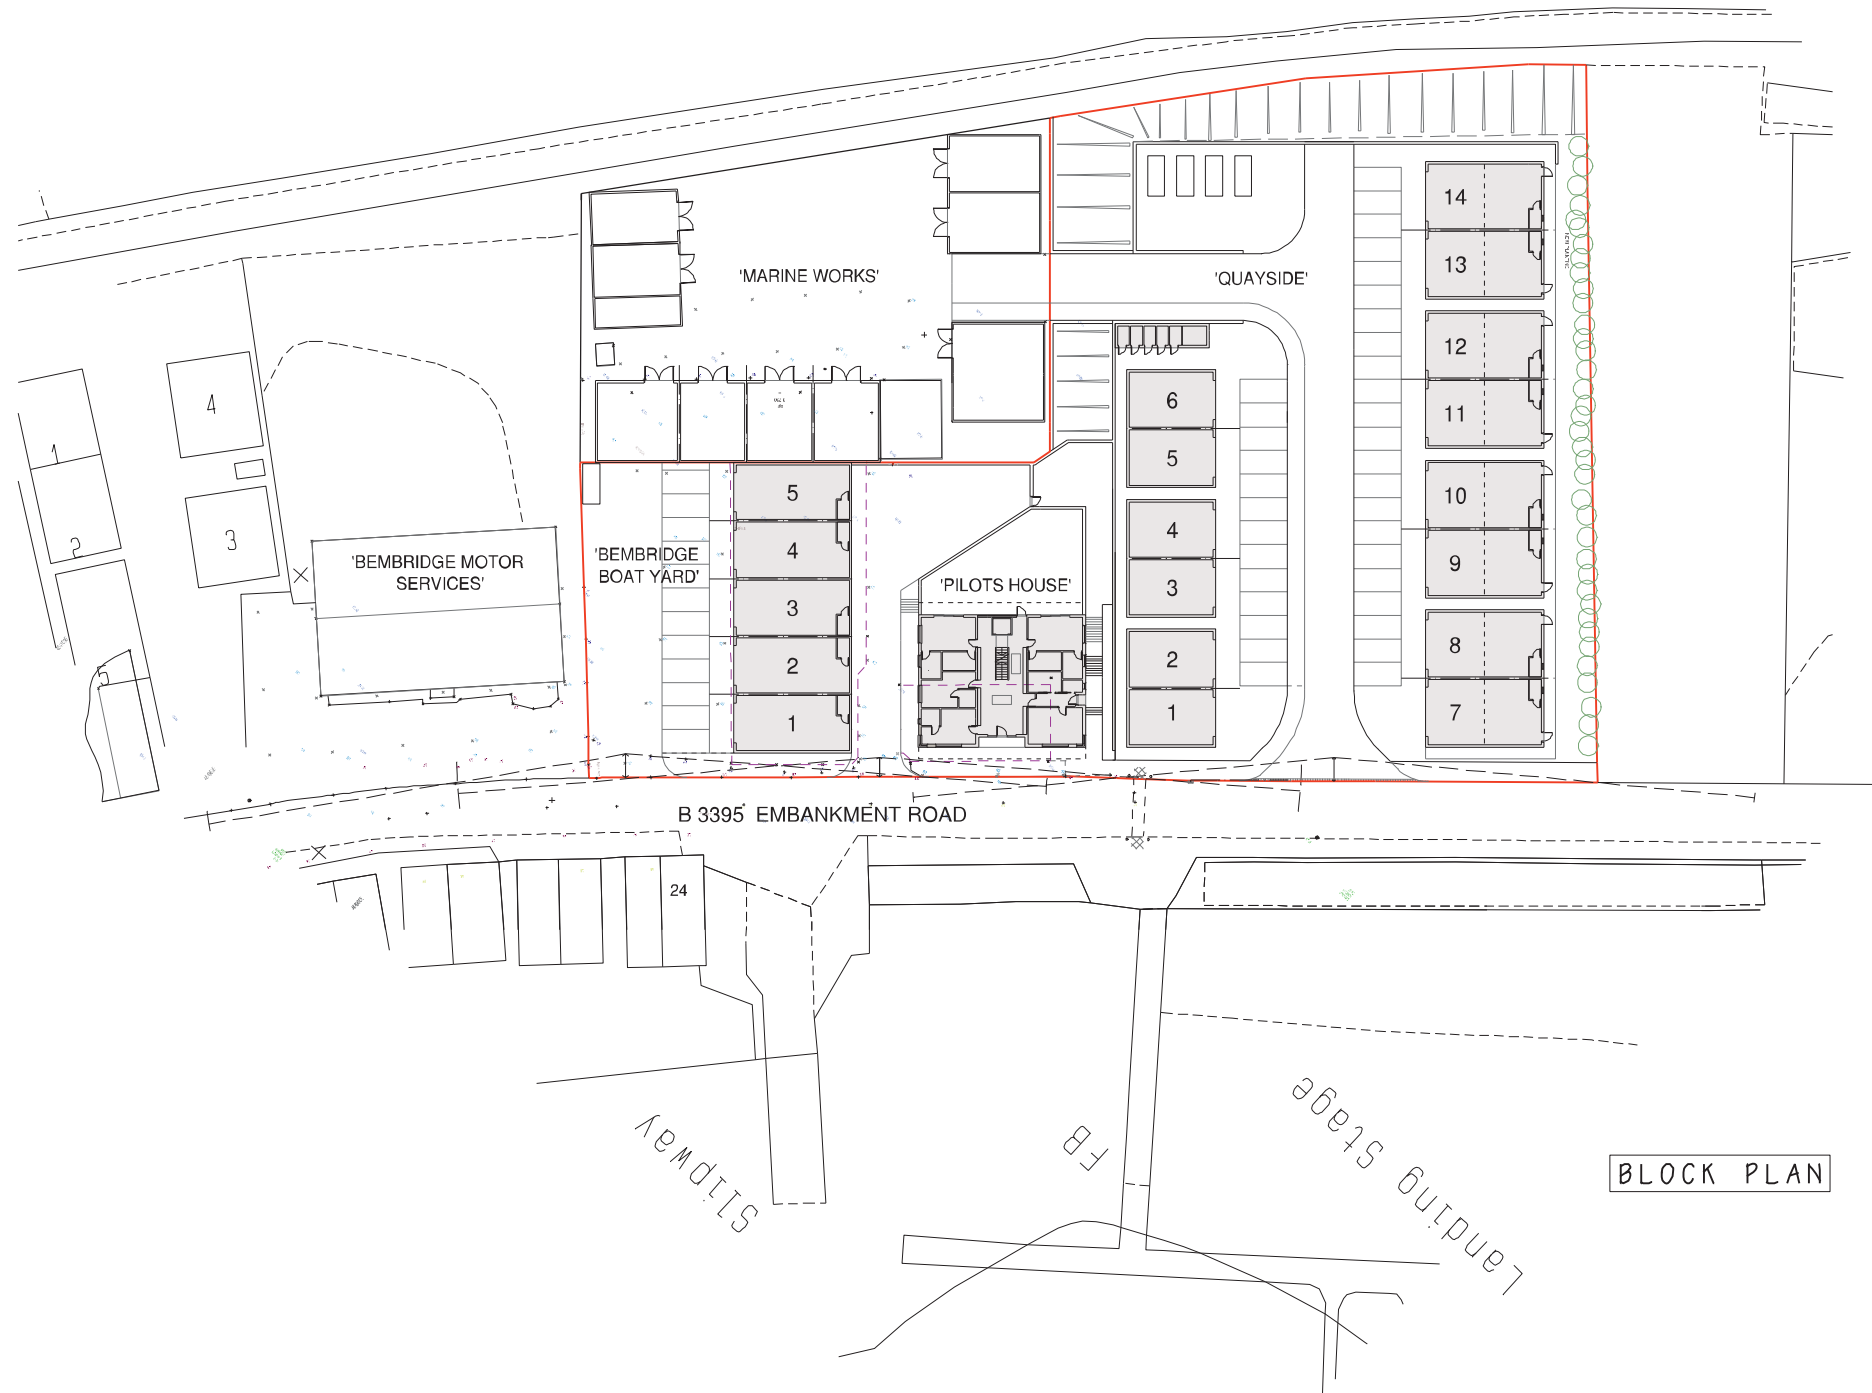 14
'MARINE WORKS'
'QUAYSIDE'
13
12
4
6
11
1
5
5
10
2
3
'BEMBRIDGE MOTOR
SERVICES'
'BEMBRIDGE
BOAT YARD'
4
4
9
'PILOTS HOUSE'
3
3
8
5
2
2
7
1
1
B 3395 EMBANKMENT ROAD
24
Slipway
FB
Landing Stage
BLOCK PLAN